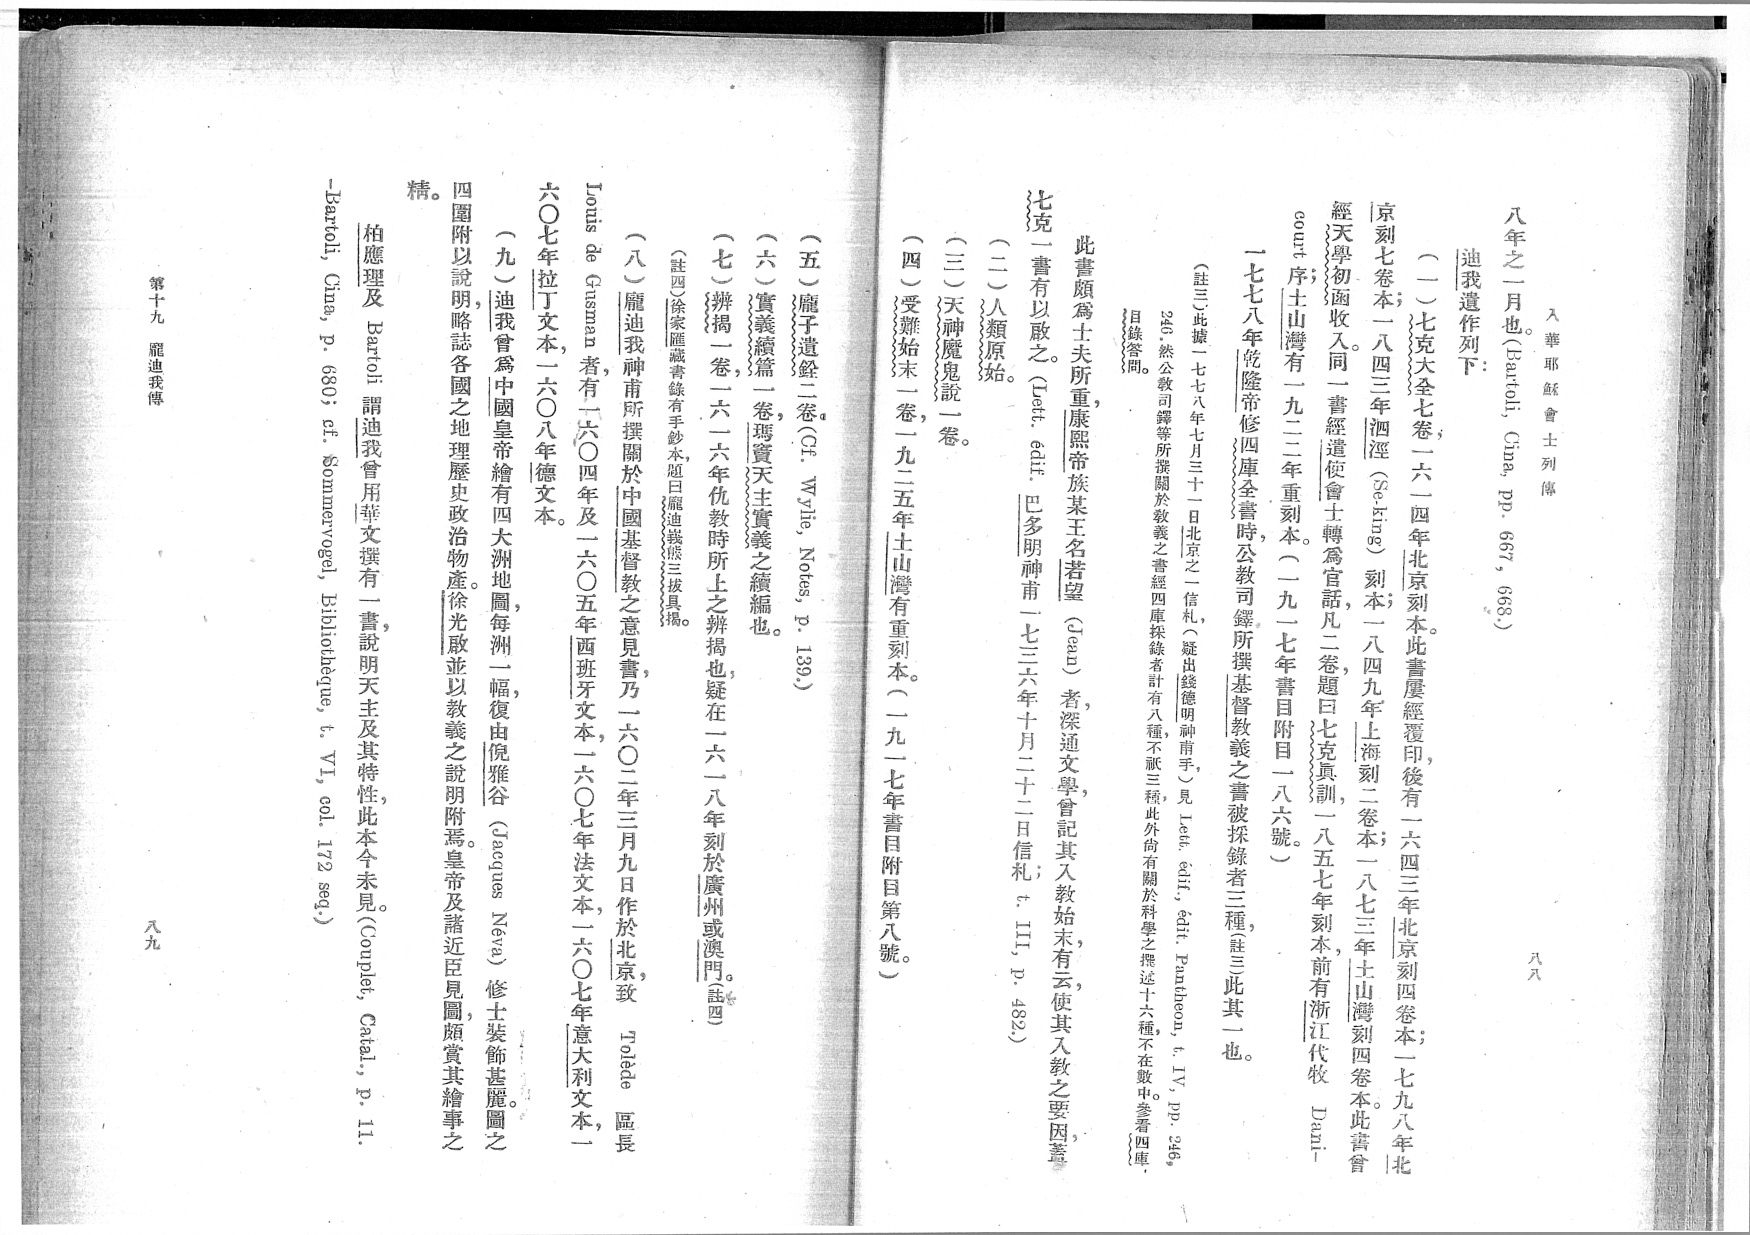 入華耶穌會士列傳
八八
八年之一月也。(Bartoli, Cina, pp. 667, 668.)
迪我遺作列下：
（一）七克大全七卷，一六一四年北京刻本。此書屢經覆印，後有一六四三年北京刻四卷本；一七九八年北
京刻七卷本；一八四三年泗涇 (Se-king) 刻本；一八四九年上海刻二卷本；一八七三年土山灣刻四卷本。此書曾
經天學初函收入。同一書經遣使會士轉爲官話，凡二卷，題曰七克眞訓，一八五七年刻本，前有浙江代牧 Dani-
court 序；土山灣有一九二二年重刻本。（一九一七年書目附目一八六號。）
一七七八年乾隆帝修四庫全書時，公教司鐸所撰基督教義之書被採錄者三種，(註三)此其一也。
(註三)此據一七七八年七月三十一日北京之一信札，（疑出錢德明神甫手，）見 Lett. édif., édit. Pantheon, t. IV, pp. 246,
246. 然公教司鐸等所撰關於教義之書經四庫採錄者計有八種，不祇三種，此外尚有關於科學之撰述十六種，不在數中。參看四庫
目錄答問。
此書頗爲士夫所重，康熙帝族某王名若望 (Jean) 者，深通文學，曾記其入教始末，有云，使其入教之要因，蓋
七克一書有以啟之。(Lett. édif. 巴多明神甫一七三六年十月二十二日信札；t. III, p. 482.)
（二）人類原始。
（三）天神魔鬼說一卷。
（四）受難始末一卷，一九二五年土山灣有重刻本。（一九一七年書目附目第八號。）
（五）龐子遺銓二卷。(Cf. Wylie, Notes, p. 139.)
（六）實義續篇一卷，瑪竇天主實義之續編也。
（七）辨揭一卷，一六一六年仇教時所上之辨揭也，疑在一六一八年刻於廣州或澳門。(註四)
(註四)徐家匯藏書錄有手鈔本，題曰龐迪峩熊三拔具揭。
（八）龐迪我神甫所撰關於中國基督教之意見書，乃一六〇二年三月九日作於北京，致 Tolède 區長
Louis de Gusman 者，有一六〇四年及一六〇五年西班牙文本，一六〇七年法文本，一六〇七年意大利文本，一
六〇七年拉丁文本，一六〇八年德文本。
（九）迪我曾爲中國皇帝繪有四大洲地圖，每洲一幅，復由倪雅谷 (Jacques Néva) 修士裝飾甚麗。圖之
四圍附以說明，略誌各國之地理歷史政治物產。徐光啟並以教義之說明附焉。皇帝及諸近臣見圖，頗賞其繪事之
精。
柏應理及 Bartoli 謂迪我曾用華文撰有一書，說明天主及其特性，此本今未見。(Couplet, Catal., p. 11.
-Bartoli, Cina, p. 680; cf. Sommervogel, Bibliothèque, t. VI, col. 172 seq.)
第十九 龐迪我傳
八九